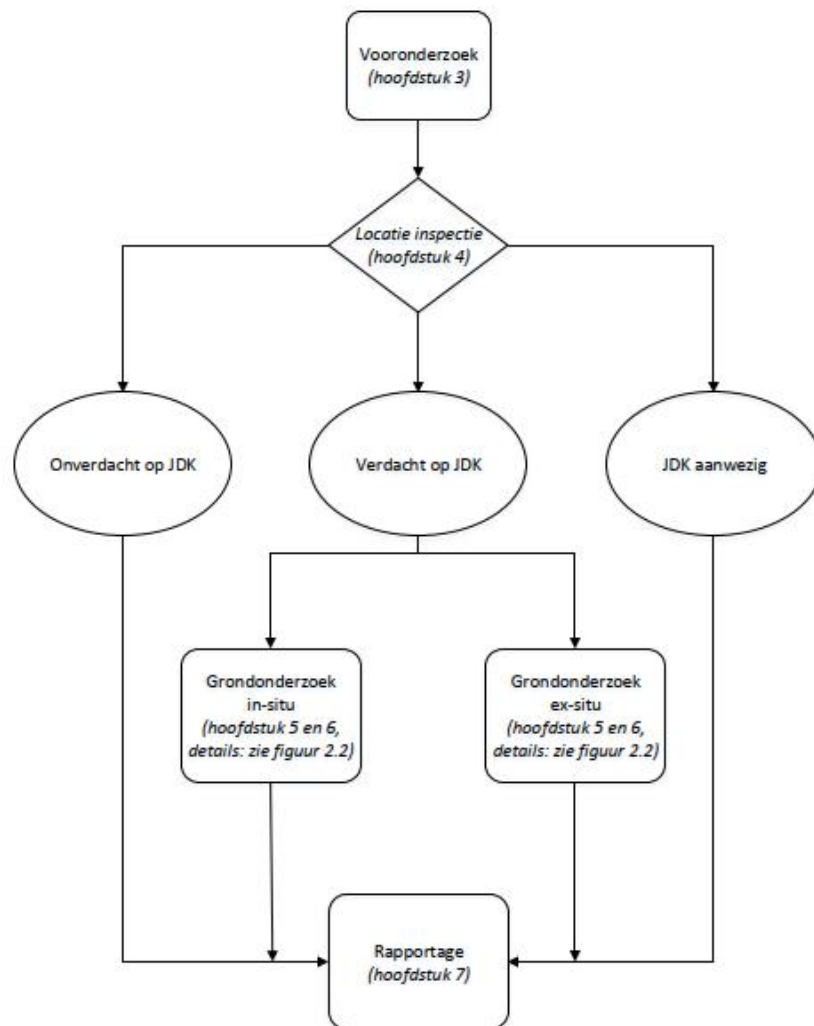 Vooronderzoek
(hoofdstuk 3)
Locatie inspectie
(hoofdstuk 4)
Onverdacht op JDK
Verdacht op JDK
JDK aanwezig
Grondonderzoek
in-situ
(hoofdstuk 5 en 6,
details: zie figuur 2.2)
Grondonderzoek
ex-situ
(hoofdstuk 5 en 6,
details: zie figuur 2.2)
Rapportage
(hoofdstuk 7)